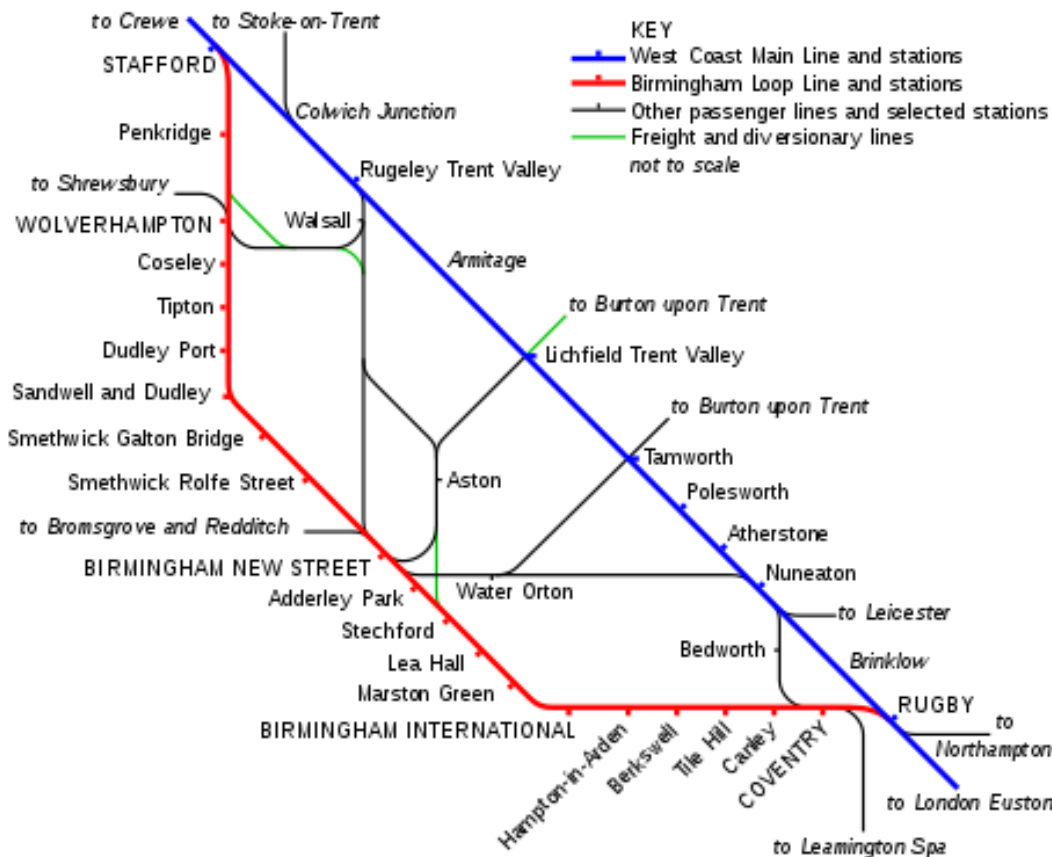 to Crewe
to Stoke-on-Trent
KEY
West Coast Main Line and stations
STAFFORD
Birmingham Loop Line and stations
Colwich Junction
Other passenger lines and selected stations
Penkridge
Freight and diversionary lines
not to scale
Rugeley Trent Valley
to Shrewsbury
WOLVERHAMPTON
Walsall
Coseley
Armitage
Tipton
to Burton upon Trent
Dudley Port
Lichfield Trent Valley
Sandwell and Dudley
to Burton upon Trent
Smethwick Galton Bridge
Tamworth
Smethwick Rolfe Street
Aston
Polesworth
to Bromsgrove and Redditch
Atherstone
BIRMINGHAM NEW STREET
Nuneaton
Adderley Park
Water Orton
to Leicester
Stechford
Bedworth
Lea Hall
Brinklow
Marston Green
RUGBY
BIRMINGHAM INTERNATIONAL
Hampton-in-Arden
Berkswell
Tile Hill
Canley
COVENTRY
to
Northampton
to London Euston
to Leamington Spa